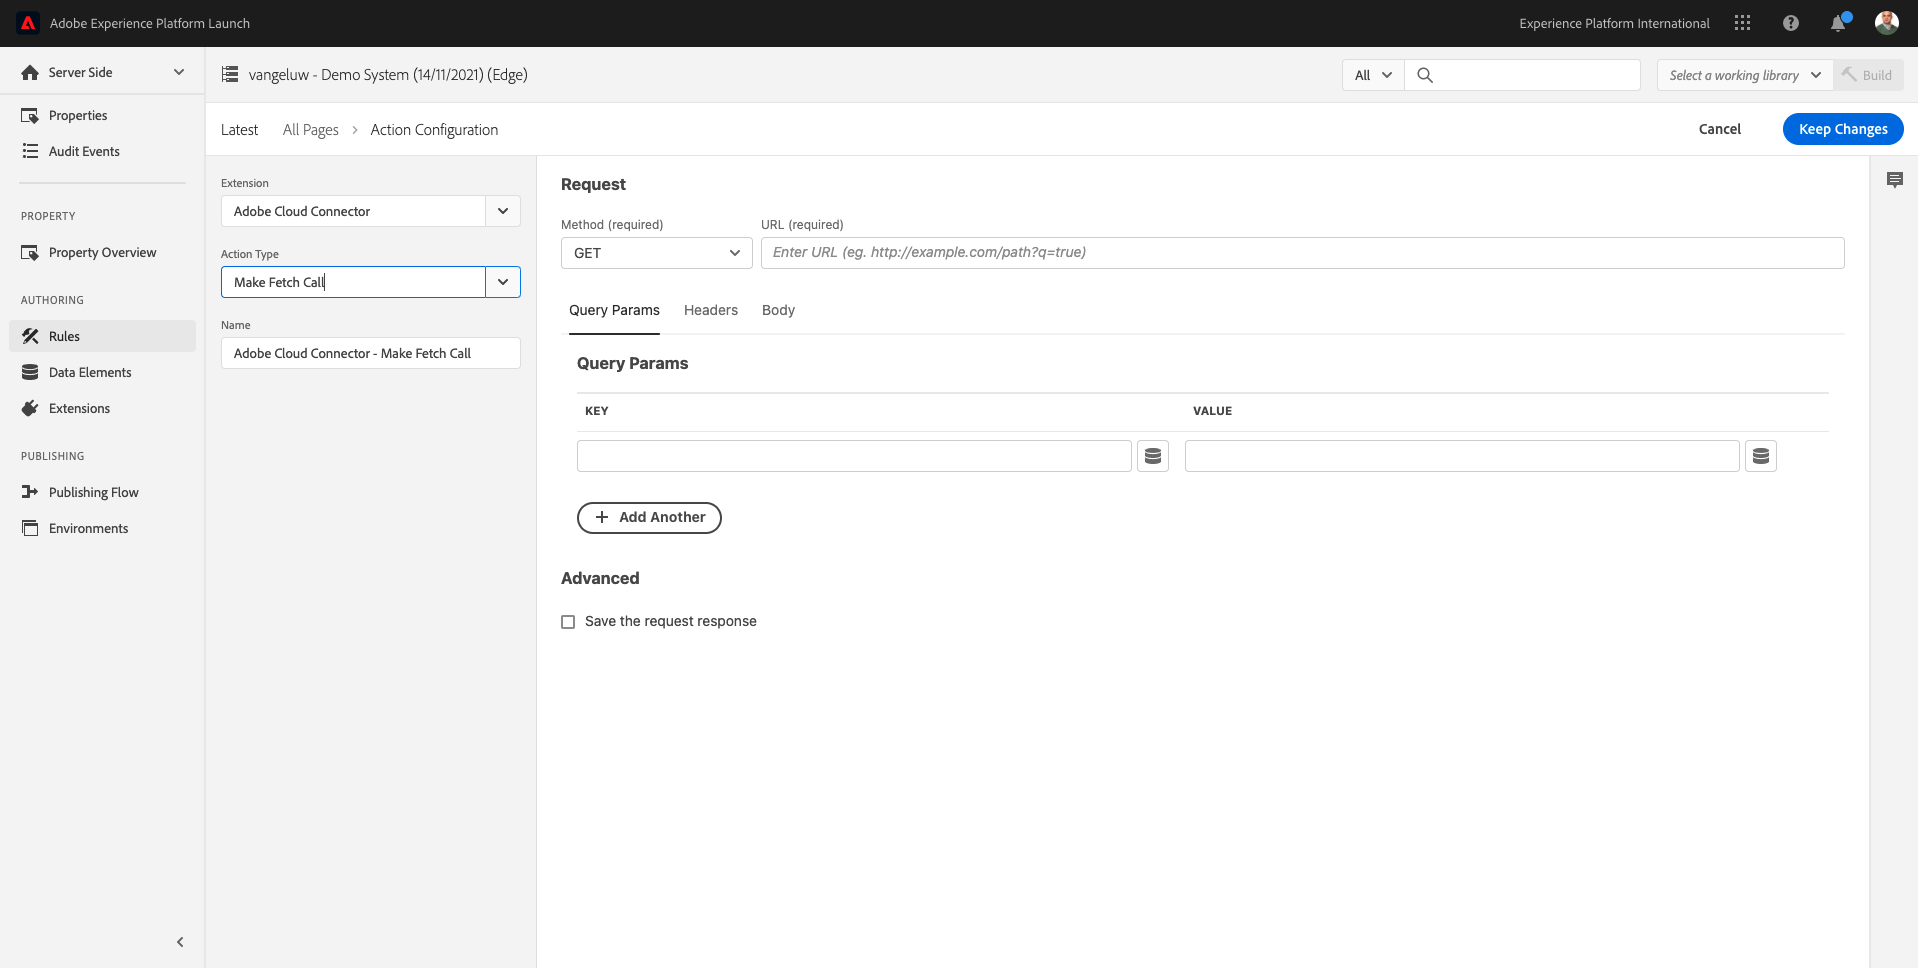 Adobe Experience Platform Launch
Experience Platform International
Server Side
vangeluw - Demo System (14/11/2021) (Edge)
All
Select a working library
Build
Properties
Audit Events
PROPERTY
Property Overview
AUTHORING
Rules
Data Elements
Extensions
PUBLISHING
Publishing Flow
Environments
Latest
All Pages > Action Configuration
Cancel
Keep Changes
Extension
Adobe Cloud Connector
Action Type
Make Fetch Call
Name
Adobe Cloud Connector - Make Fetch Call
Request
Method (required)
URL (required)
GET
Enter URL (eg. http://example.com/path?q=true)
Query Params
Headers
Body
Query Params
KEY
VALUE
+ Add Another
Advanced
Save the request response